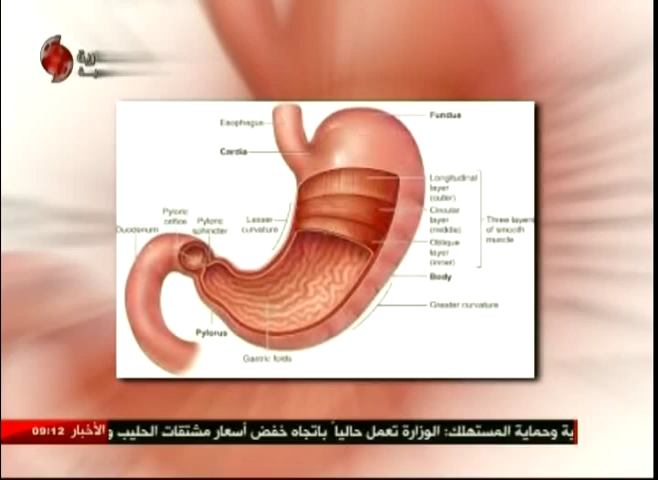 ـورية
Esophagus
Fundus
Cardia
Longitudinal
layer
(outer)
Pyloric
orifice
Pyloric
sphincter
Lesser
curvature
Circular
layer
(middle)
Three layers
of smooth
muscle
Duodenum
Oblique
layer
(inner)
Body
Greater curvature
Pylorus
Gastric folds
ية وحماية المستهلك: الوزارة تعمل حالياً باتجاه خفض أسعار مشتقات الحليب و
الأخبار 09:12